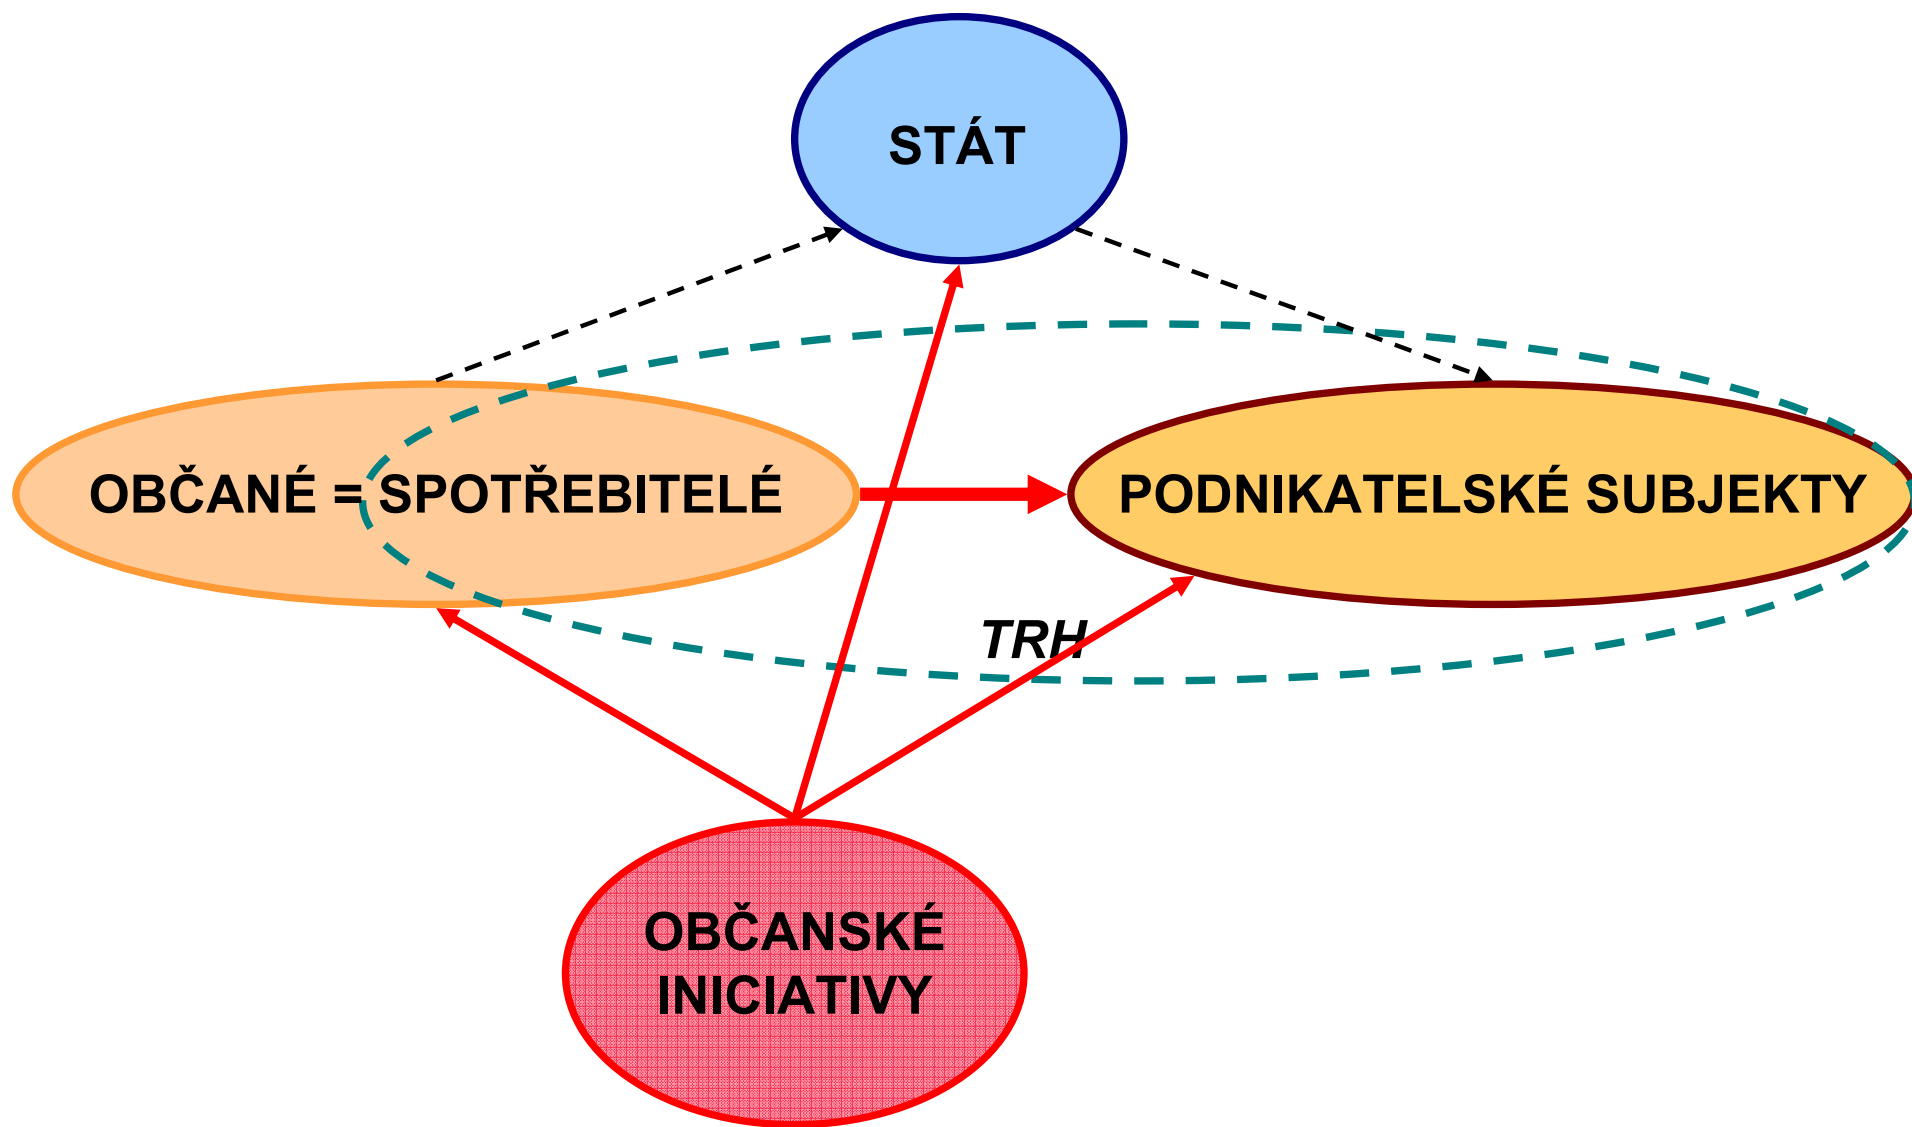 STÁT
OBČANÉ = SPOTŘEBITELÉ
PODNIKATELSKÉ SUBJEKTY
TRH
OBČANSKÉ
INICIATIVY